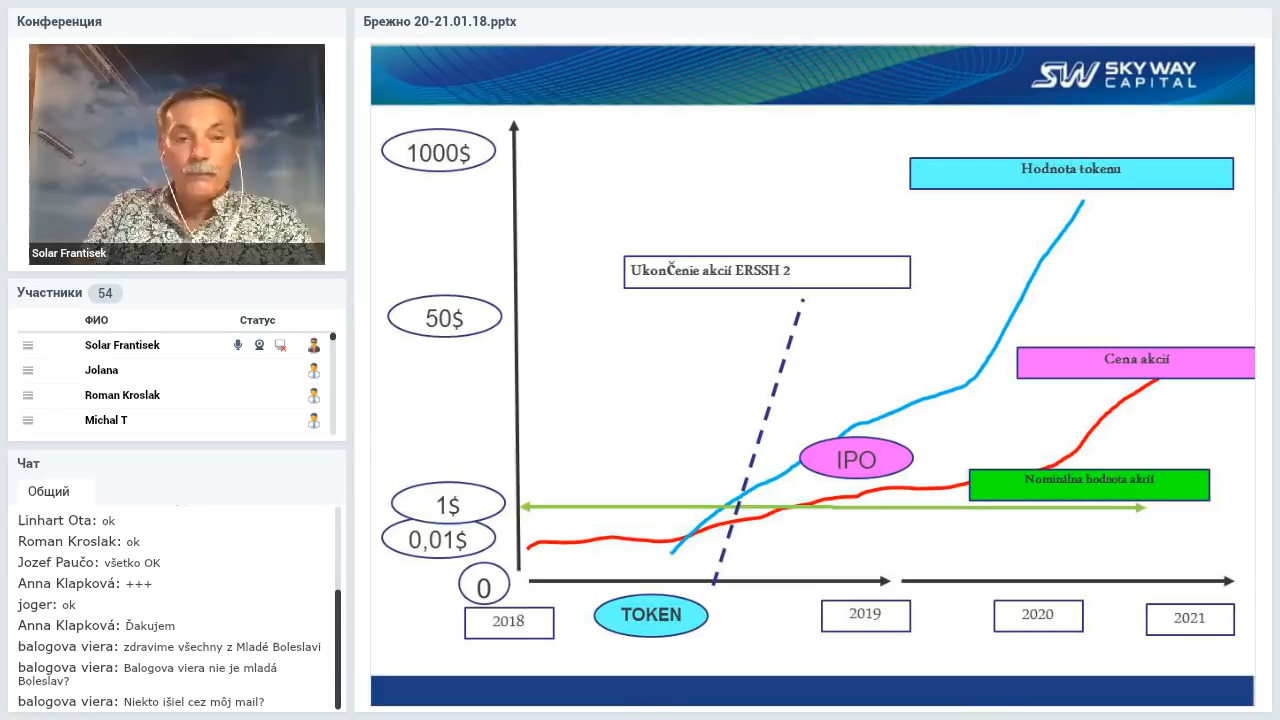 Конференция
Solar Frantisek
Участники 54
ФИО Статус
Solar Frantisek
Jolana
Roman Kroslak
Michal T
Чат
Общий
Linhart Ota: ok
Roman Kroslak: ok
Jozef Paučo: všetko OK
Anna Klapková: +++
joger: ok
Anna Klapková: Ďakujem
balogova viera: zdravime všechny z Mladé Boleslavi
balogova viera: Balogova viera nie je mladá
Boleslav?
balogova viera: Niekto išiel cez môj mail?
Брежно 20-21.01.18.pptx
SW SKY WAY
CAPITAL
1000$
Hodnota tokenu
UkonČenie akcií ERSSH 2
50$
Cena akcií
IPO
Nominálna hodnota akcií
1$
0,01$
0
2018
TOKEN
2019
2020
2021